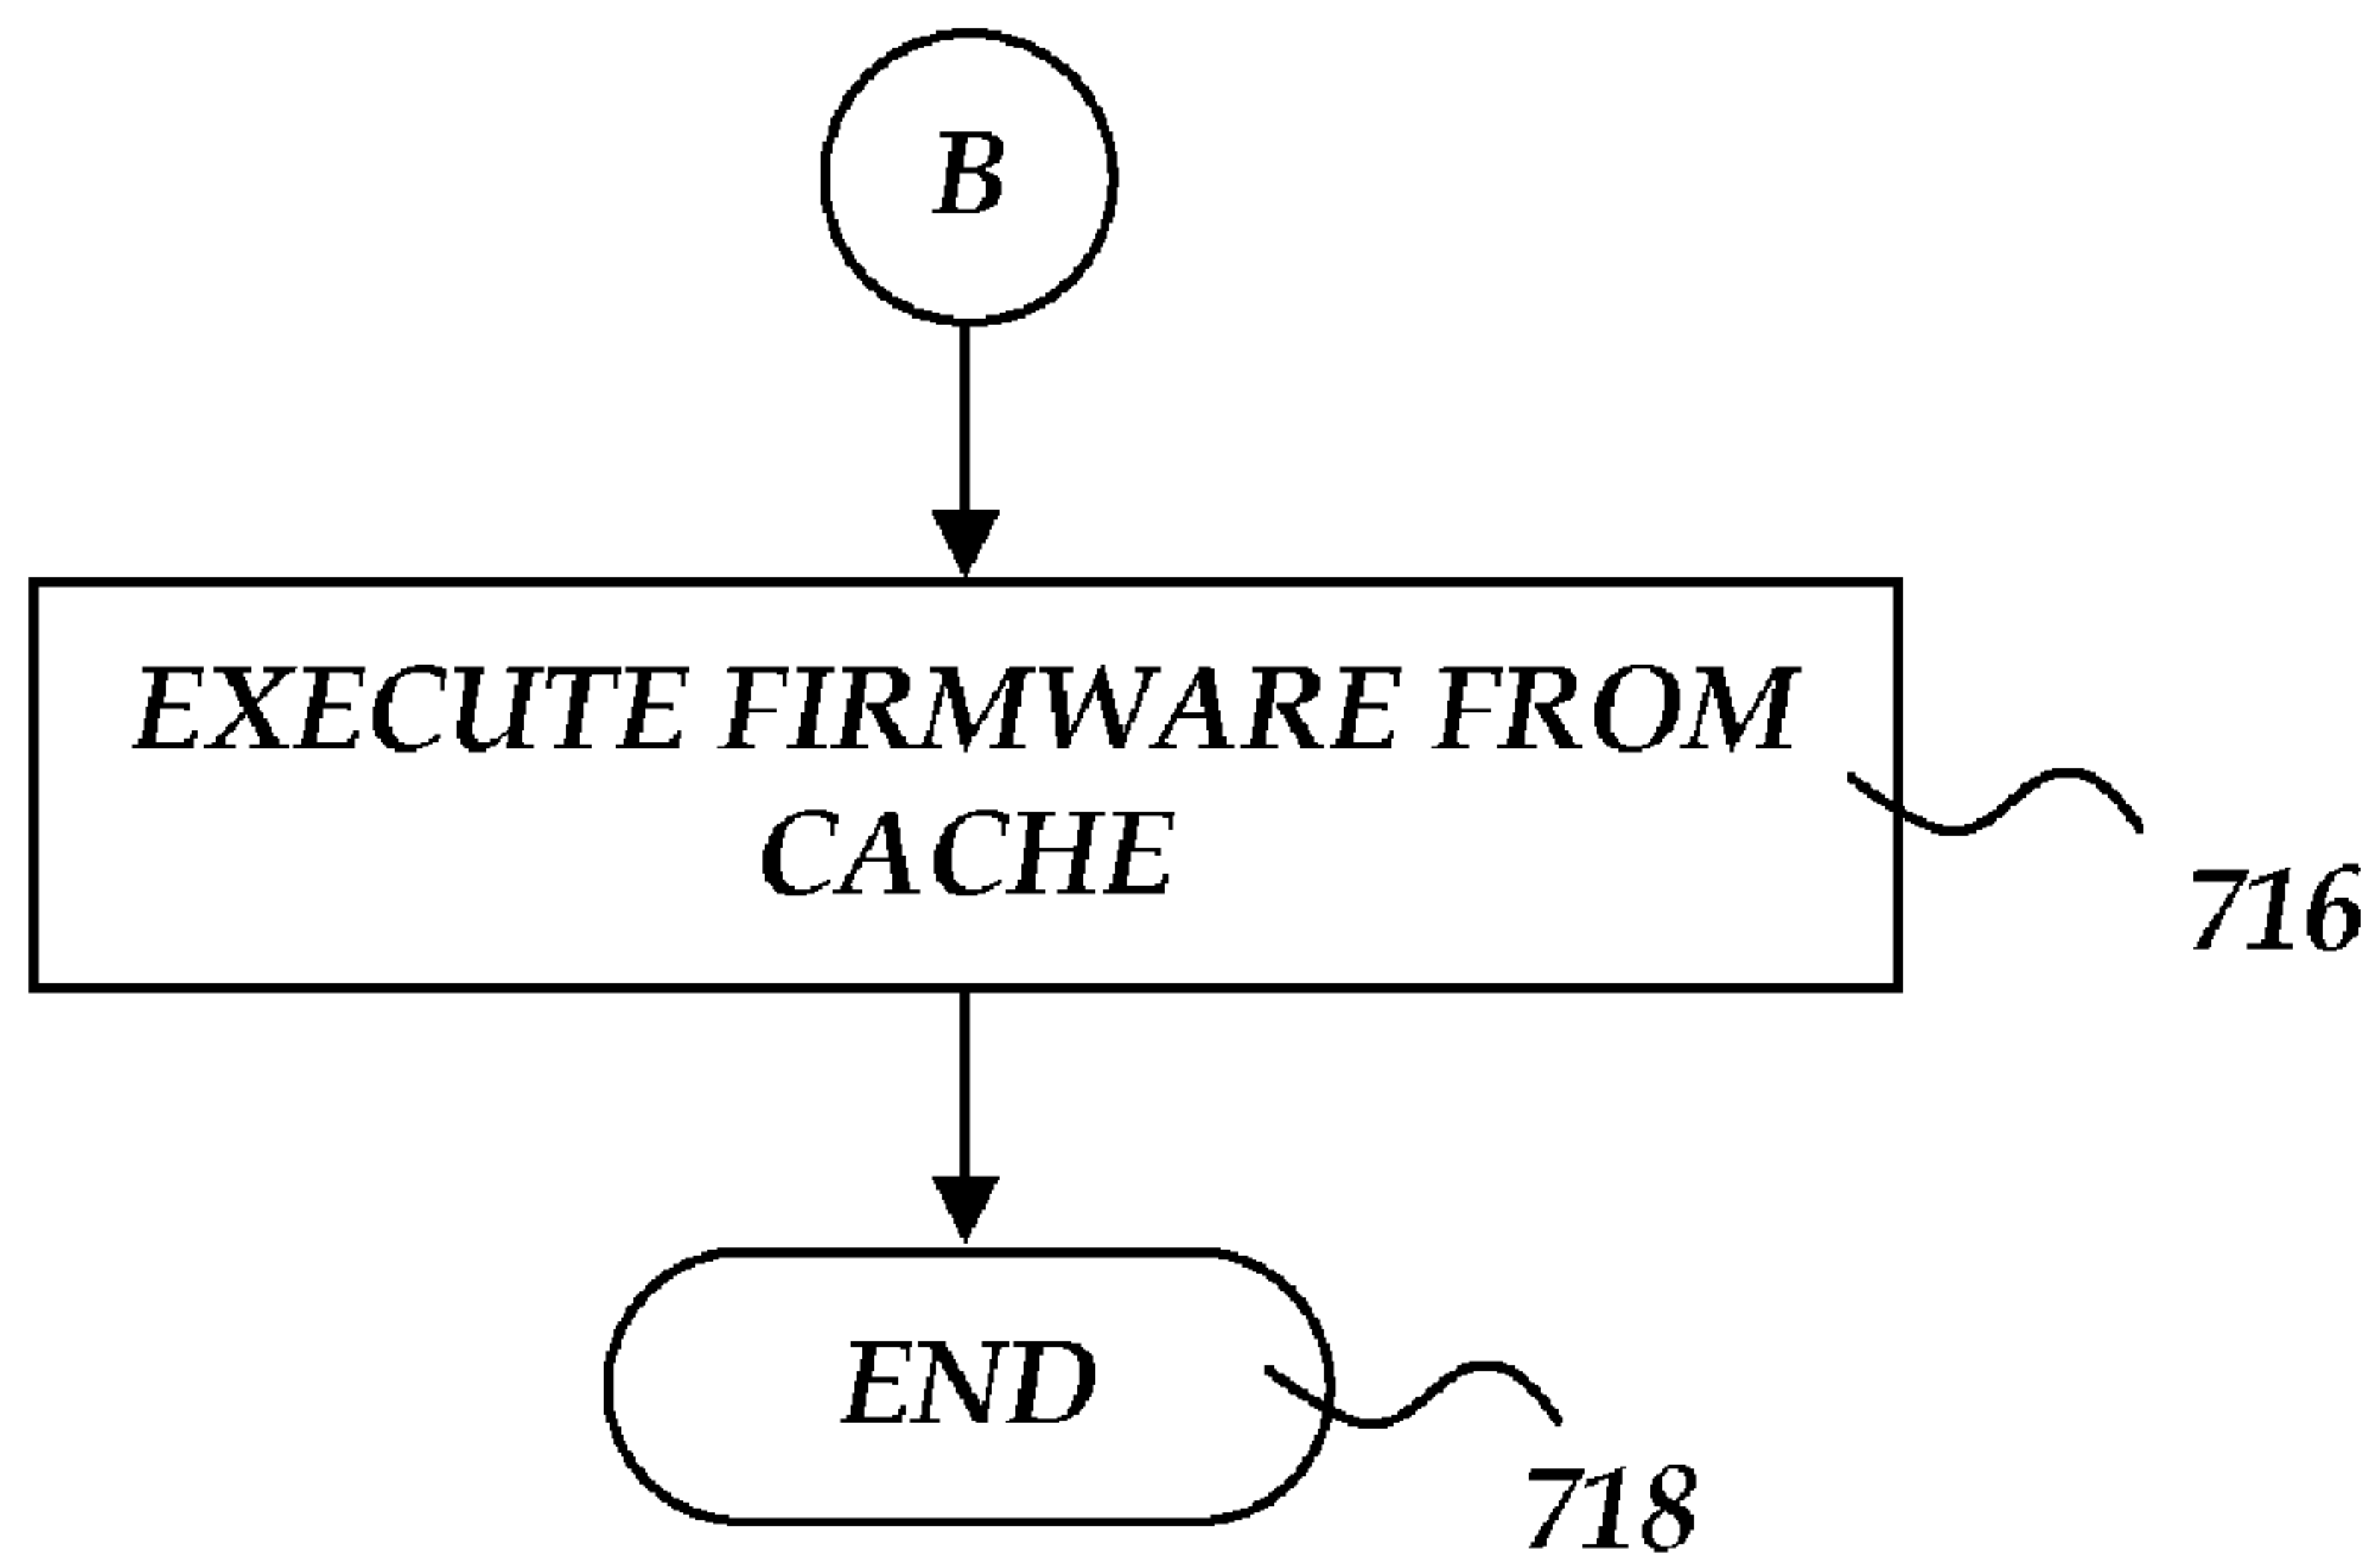 B
EXECUTE FIRMWARE FROM
CACHE
716
END
718